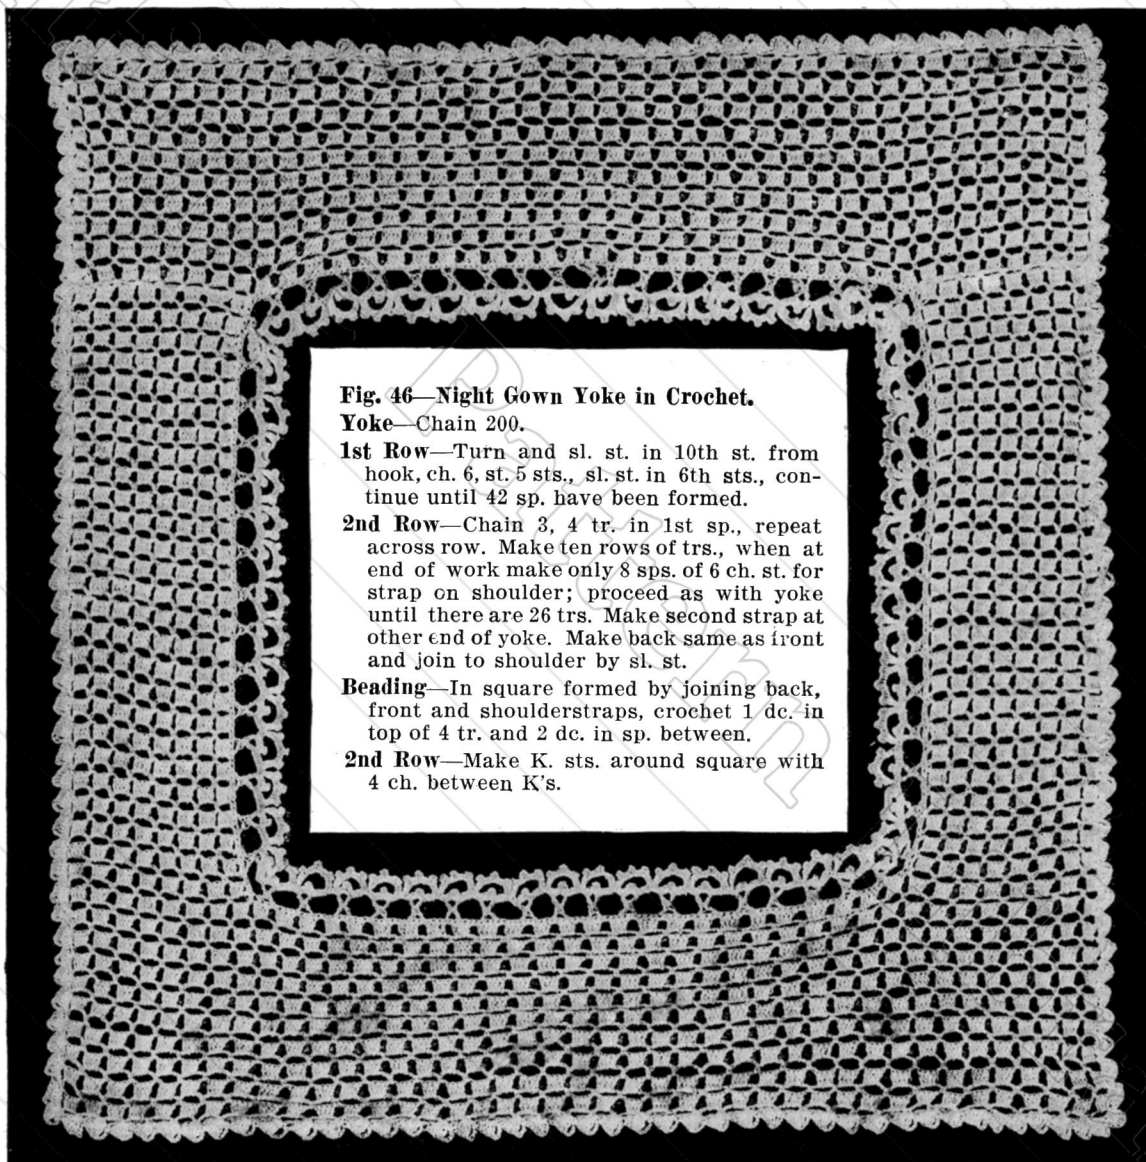 Fig. 46—Night Gown Yoke in Crochet.
Yoke—Chain 200.
1st Row—Turn and sl. st. in 10th st. from
hook, ch. 6, st. 5 sts., sl. st. in 6th sts., con-
tinue until 42 sp. have been formed.
2nd Row—Chain 3, 4 tr. in 1st sp., repeat
across row. Make ten rows of trs., when at
end of work make only 8 sps. of 6 ch. st. for
strap on shoulder; proceed as with yoke
until there are 26 trs. Make second strap at
other end of yoke. Make back same as front
and join to shoulder by sl. st.
Beading—In square formed by joining back,
front and shoulderstraps, crochet 1 dc. in
top of 4 tr. and 2 dc. in sp. between.
2nd Row—Make K. sts. around square with
4 ch. between K's.
Pattern